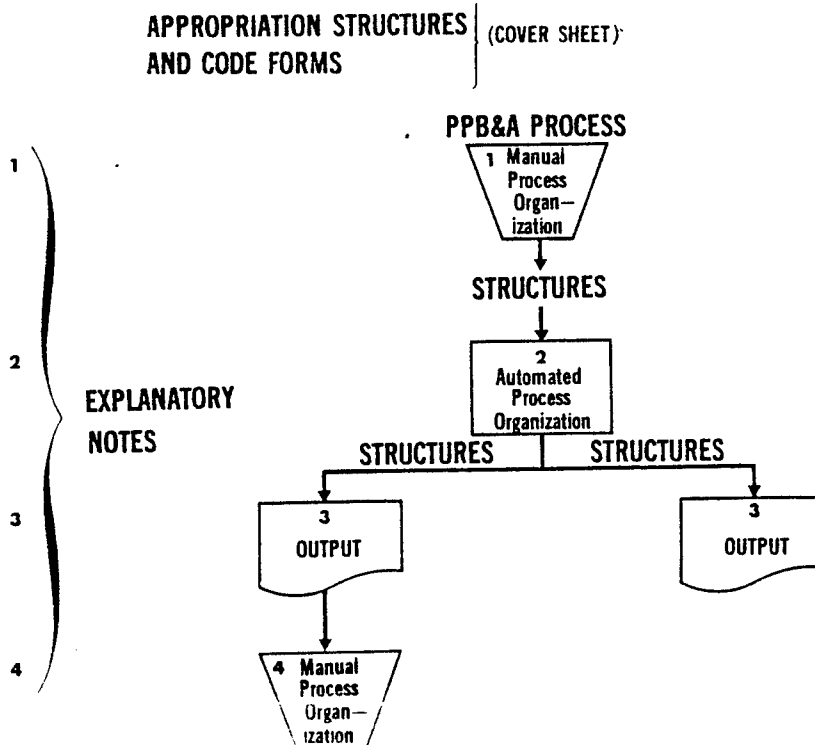 APPROPRIATION STRUCTURES
AND CODE FORMS
(COVER SHEET)
PPB&A PROCESS
1 Manual
Process
Organ—
ization
STRUCTURES
2
Automated
Process
Organization
STRUCTURES STRUCTURES
3
OUTPUT
3
OUTPUT
4 Manual
Process
Organ—
ization
1
2
3
4
EXPLANATORY
NOTES